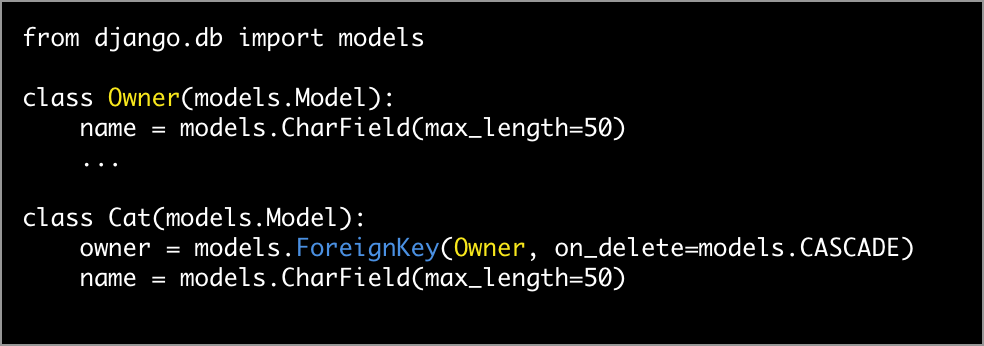 from django.db import models
class Owner(models.Model):
    name = models.CharField(max_length=50)
    ...
class Cat(models.Model):
    owner = models.ForeignKey(Owner, on_delete=models.CASCADE)
    name = models.CharField(max_length=50)